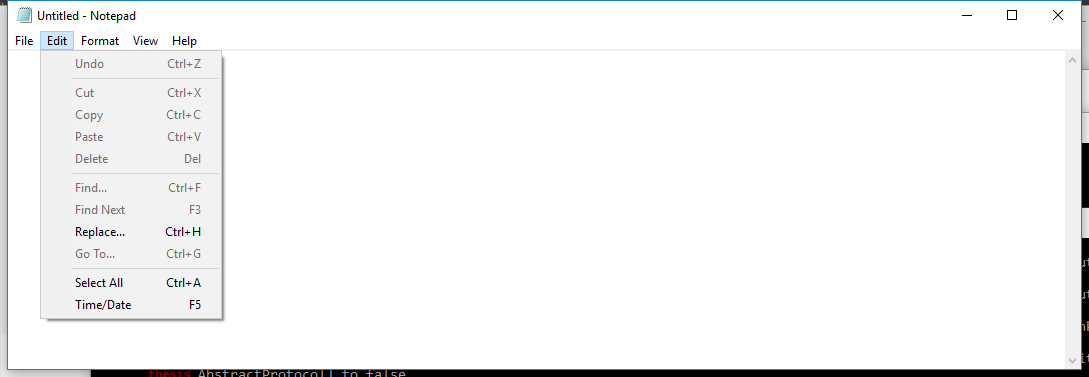 Untitled - Notepad
File Edit Format View Help
Undo Ctrl+Z
Cut Ctrl+X
Copy Ctrl+C
Paste Ctrl+V
Delete Del
Find... Ctrl+F
Find Next F3
Replace... Ctrl+H
Go To... Ctrl+G
Select All Ctrl+A
Time/Date F5
thesis AbstractProtocol] to false